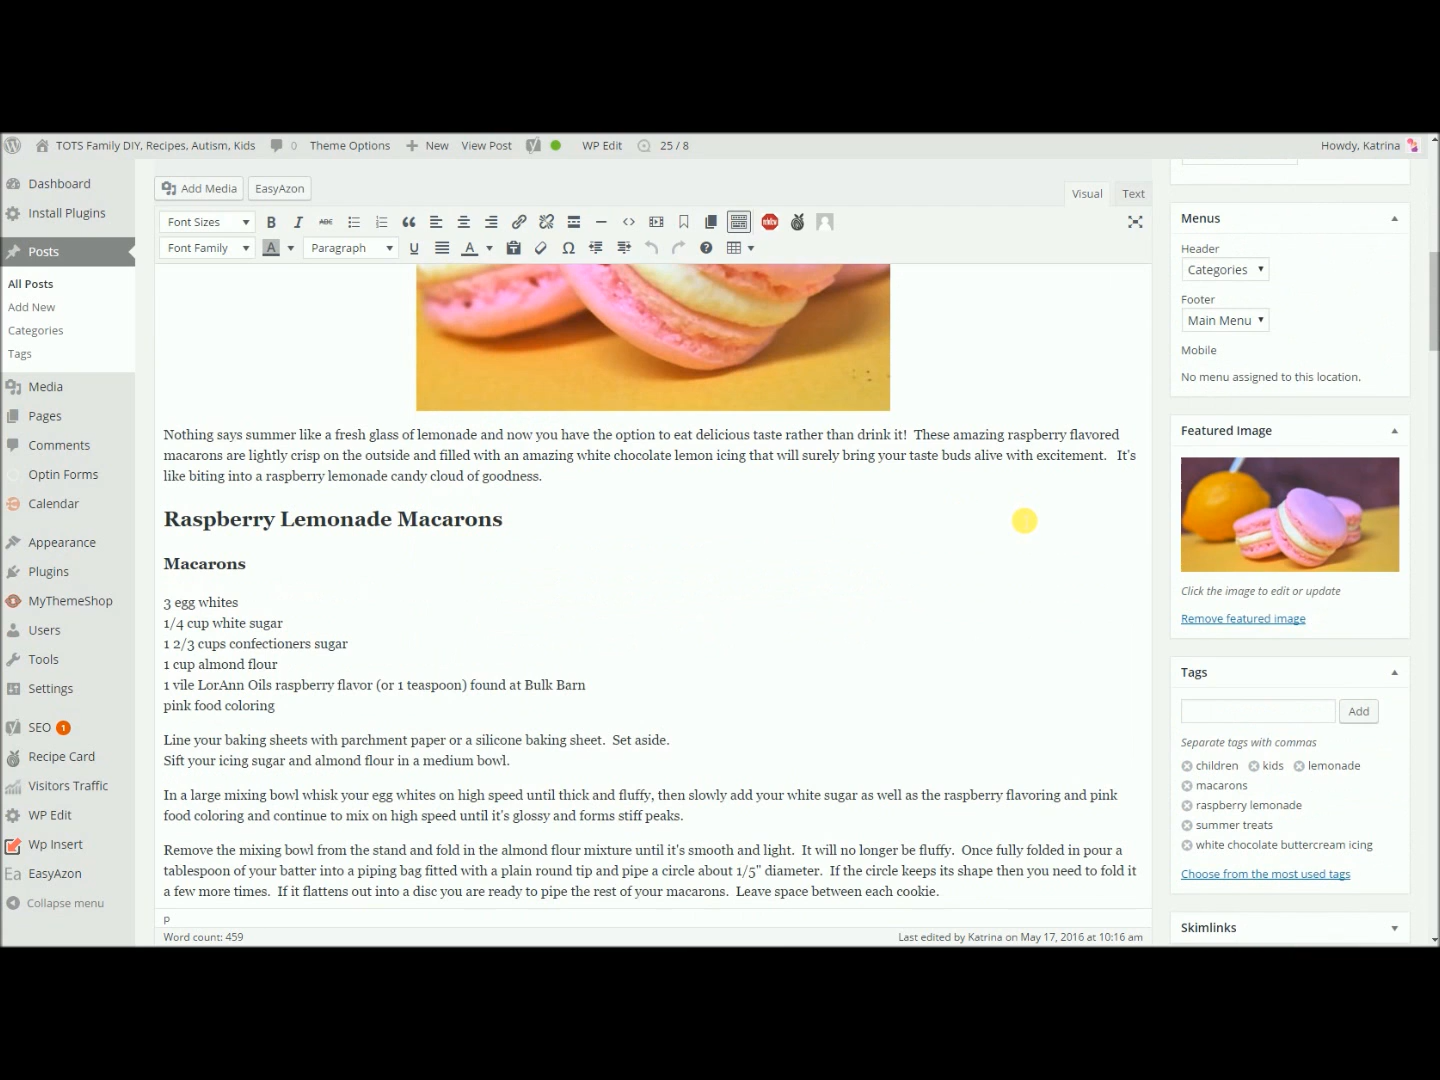 TOTS Family DIY, Recipes, Autism, Kids 0 Theme Options New View Post WP Edit 25 / 8 Howdy, Katrina
Dashboard
Install Plugins
Posts
All Posts
Add New
Categories
Tags
Media
Pages
Comments
Optin Forms
Calendar
Appearance
Plugins
MyThemeShop
Users
Tools
Settings
SEO 1
Recipe Card
Visitors Traffic
WP Edit
Wp Insert
Ea EasyAzon
Collapse menu
Add Media EasyAzon
Visual Text
Font Sizes B I ABC
Font Family A Paragraph U A Ω
Nothing says summer like a fresh glass of lemonade and now you have the option to eat delicious taste rather than drink it! These amazing raspberry flavored
macarons are lightly crisp on the outside and filled with an amazing white chocolate lemon icing that will surely bring your taste buds alive with excitement. It's
like biting into a raspberry lemonade candy cloud of goodness.
Raspberry Lemonade Macarons
Macarons
3 egg whites
1/4 cup white sugar
1 2/3 cups confectioners sugar
1 cup almond flour
1 vile LorAnn Oils raspberry flavor (or 1 teaspoon) found at Bulk Barn
pink food coloring
Line your baking sheets with parchment paper or a silicone baking sheet. Set aside.
Sift your icing sugar and almond flour in a medium bowl.
In a large mixing bowl whisk your egg whites on high speed until thick and fluffy, then slowly add your white sugar as well as the raspberry flavoring and pink
food coloring and continue to mix on high speed until it's glossy and forms stiff peaks.
Remove the mixing bowl from the stand and fold in the almond flour mixture until it's smooth and light. It will no longer be fluffy. Once fully folded in pour a
tablespoon of your batter into a piping bag fitted with a plain round tip and pipe a circle about 1/5" diameter. If the circle keeps its shape then you need to fold it
a few more times. If it flattens out into a disc you are ready to pipe the rest of your macarons. Leave space between each cookie.
p
Word count: 459 Last edited by Katrina on May 17, 2016 at 10:16 am
Menus
Header
Categories
Footer
Main Menu
Mobile
No menu assigned to this location.
Featured Image
Click the image to edit or update
Remove featured image
Tags
Add
Separate tags with commas
children kids lemonade
macarons
raspberry lemonade
summer treats
white chocolate buttercream icing
Choose from the most used tags
Skimlinks